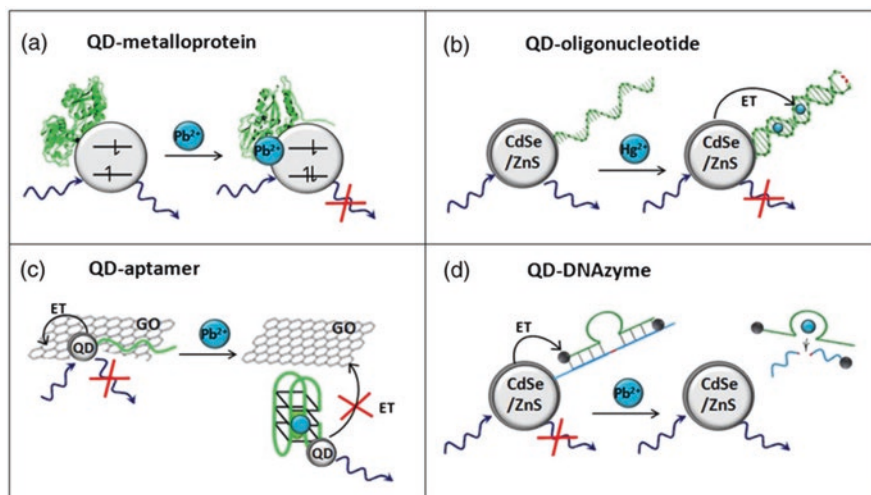 (a) QD-metalloprotein
Pb²⁺
Pb²⁺
(b) QD-oligonucleotide
CdSe
/ZnS
Hg²⁺
ET
CdSe
/ZnS
(c) QD-aptamer
ET
GO
QD
Pb²⁺
GO
ET
QD
(d) QD-DNAzyme
ET
CdSe
/ZnS
Pb²⁺
CdSe
/ZnS